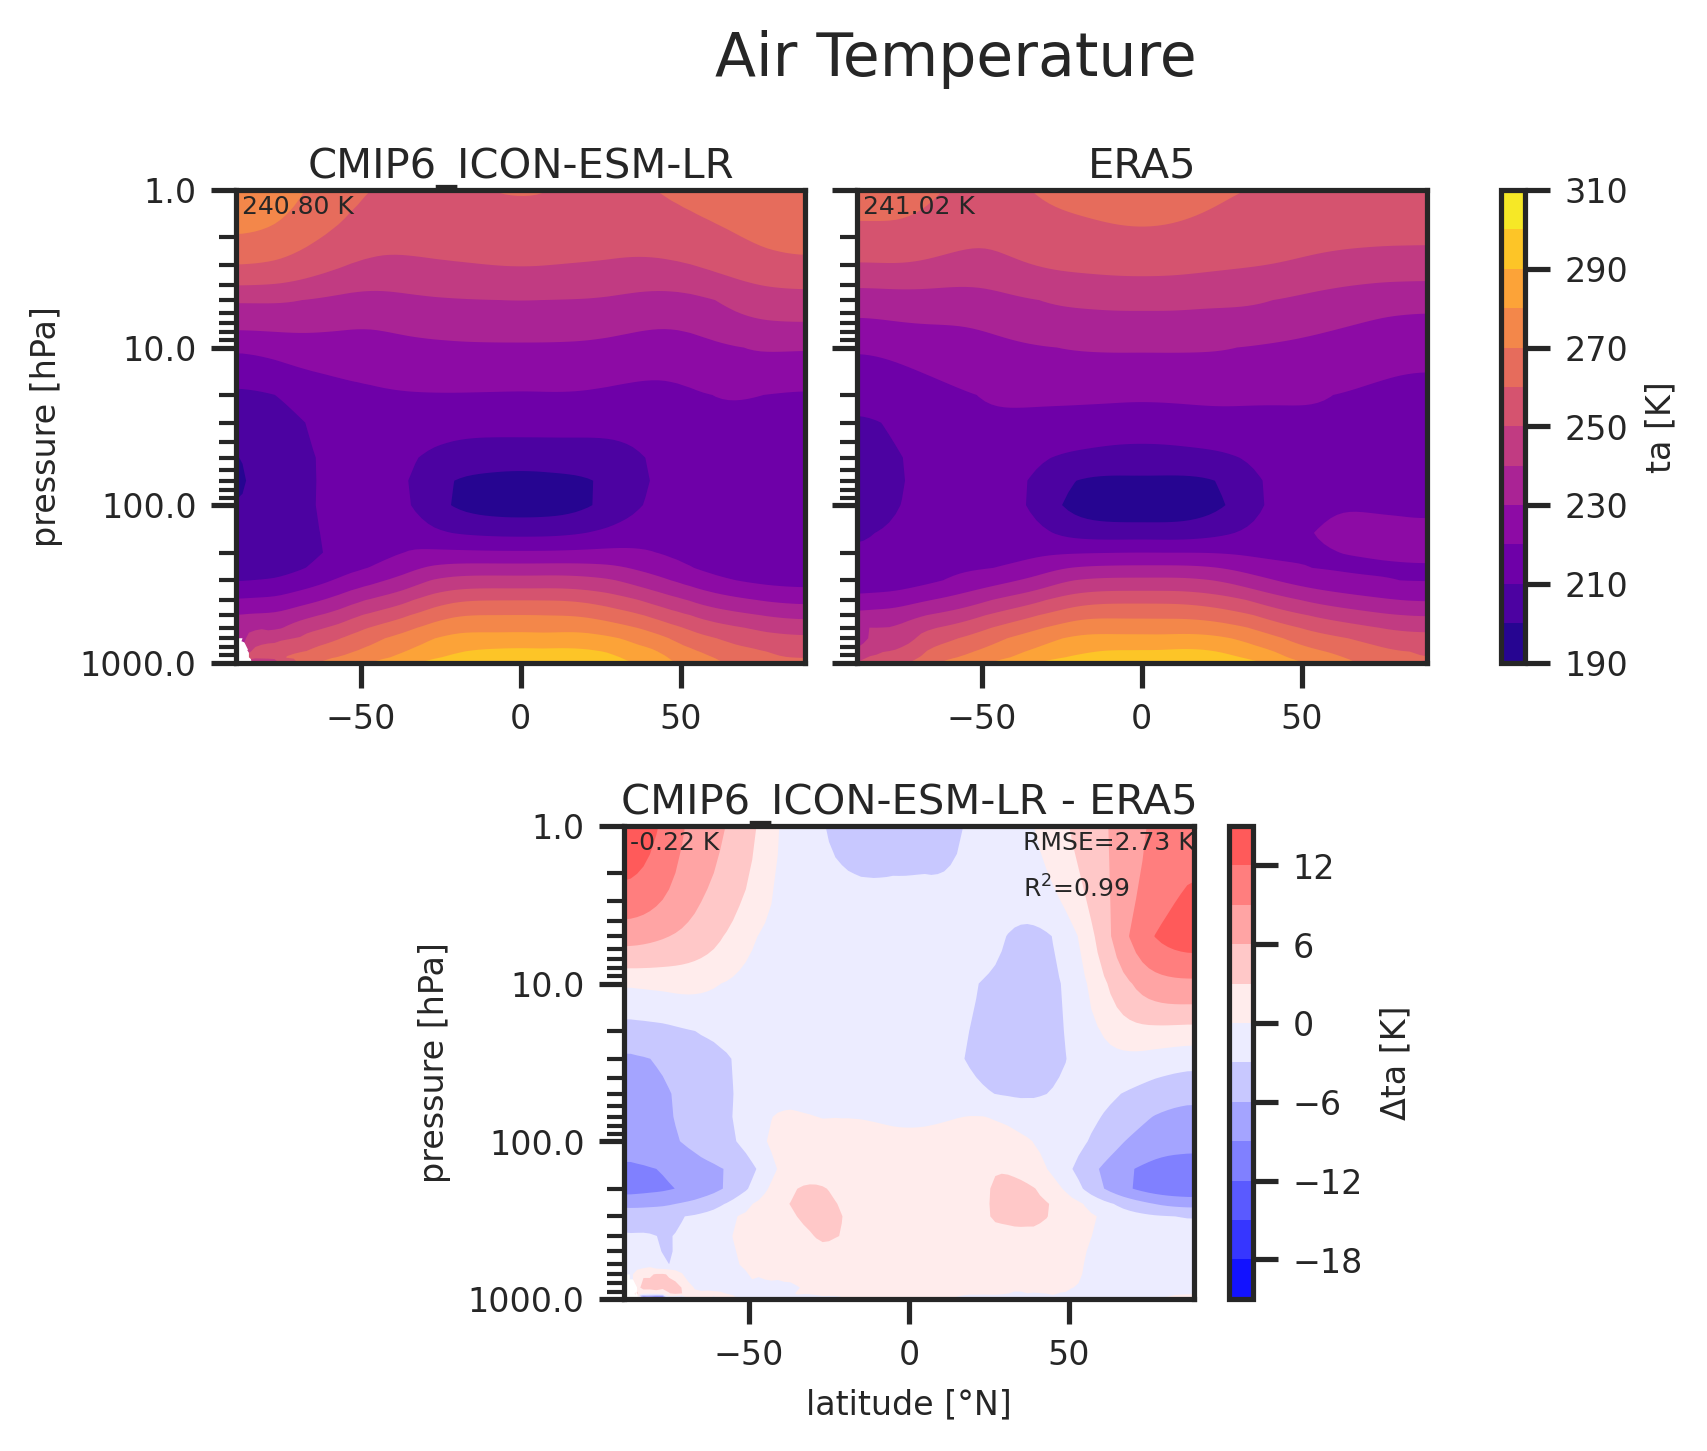 Air Temperature
CMIP6_ICON-ESM-LR
ERA5
240.80 K
241.02 K
1.0
10.0
100.0
1000.0
pressure [hPa]
−50
0
50
−50
0
50
310
290
270
250
230
210
190
ta [K]
CMIP6_ICON-ESM-LR - ERA5
-0.22 K
RMSE=2.73 K
R²=0.99
1.0
10.0
100.0
1000.0
pressure [hPa]
−50
0
50
latitude [°N]
12
6
0
−6
−12
−18
Δta [K]